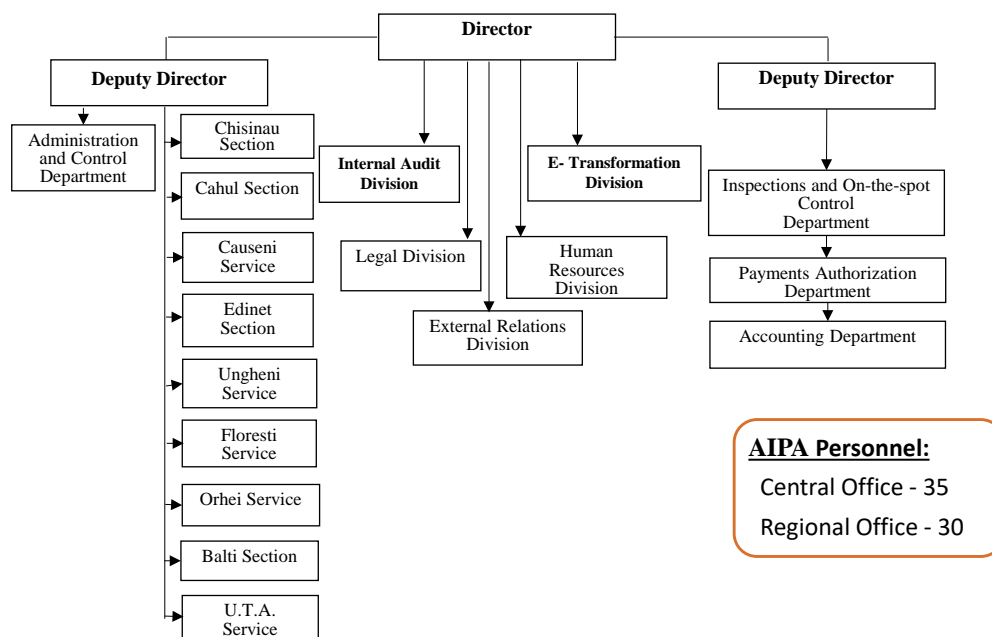 Director
Deputy Director
Deputy Director
Administration
and Control
Department
Chisinau
Section
Cahul Section
Causeni
Service
Edinet
Section
Ungheni
Service
Floresti
Service
Orhei Service
Balti Section
U.T.A.
Service
Internal Audit
Division
E- Transformation
Division
Legal Division
Human
Resources
Division
External Relations
Division
Inspections and On-the-spot
Control
Department
Payments Authorization
Department
Accounting Department
AIPA Personnel:
Central Office - 35
Regional Office - 30